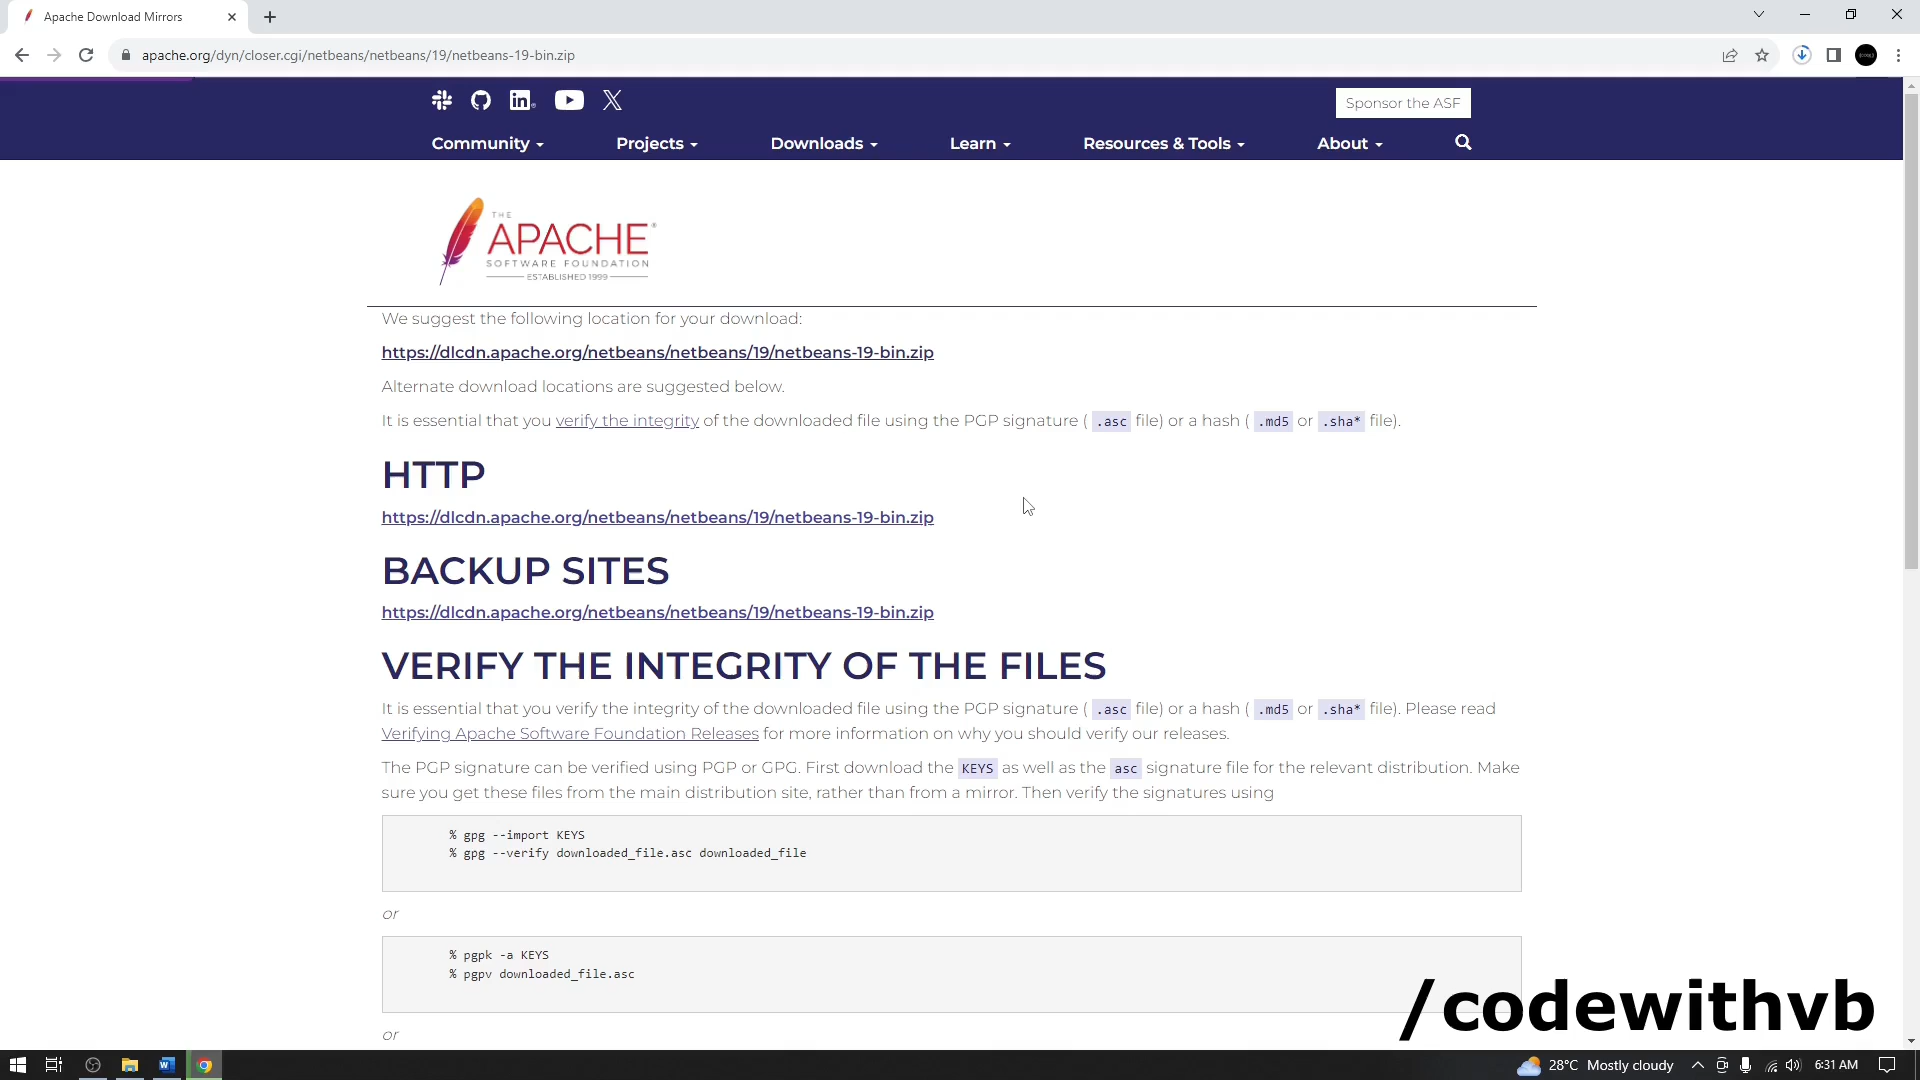 Apache Download Mirrors
apache.org/dyn/closer.cgi/netbeans/netbeans/19/netbeans-19-bin.zip
Sponsor the ASF
Community Projects Downloads Learn Resources & Tools About
THE
APACHE
SOFTWARE FOUNDATION
ESTABLISHED 1999
We suggest the following location for your download:
https://dlcdn.apache.org/netbeans/netbeans/19/netbeans-19-bin.zip
Alternate download locations are suggested below.
It is essential that you verify the integrity of the downloaded file using the PGP signature ( .asc file) or a hash ( .md5 or .sha* file).
HTTP
https://dlcdn.apache.org/netbeans/netbeans/19/netbeans-19-bin.zip
BACKUP SITES
https://dlcdn.apache.org/netbeans/netbeans/19/netbeans-19-bin.zip
VERIFY THE INTEGRITY OF THE FILES
It is essential that you verify the integrity of the downloaded file using the PGP signature ( .asc file) or a hash ( .md5 or .sha* file). Please read
Verifying Apache Software Foundation Releases for more information on why you should verify our releases.
The PGP signature can be verified using PGP or GPG. First download the KEYS as well as the asc signature file for the relevant distribution. Make
sure you get these files from the main distribution site, rather than from a mirror. Then verify the signatures using
% gpg --import KEYS
% gpg --verify downloaded_file.asc downloaded_file
or
% pgpk -a KEYS
% pgpv downloaded_file.asc
or
/codewithvb
28°C Mostly cloudy 6:31 AM